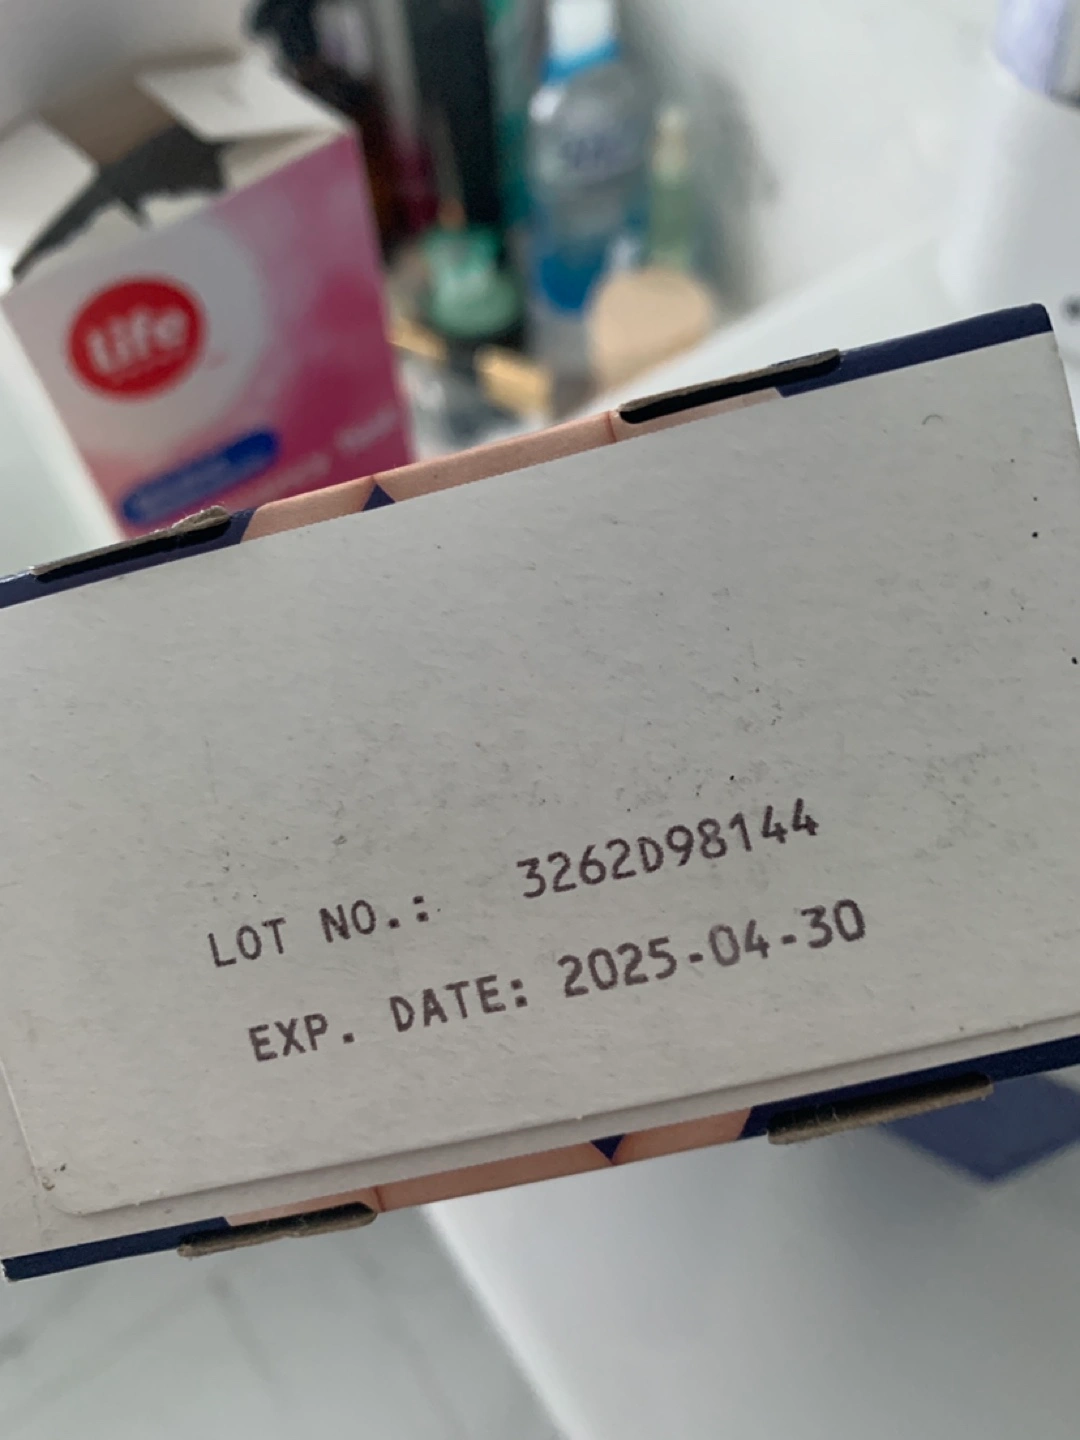 Life
LOT NO.: 3262D98144
EXP. DATE: 2025-04-30